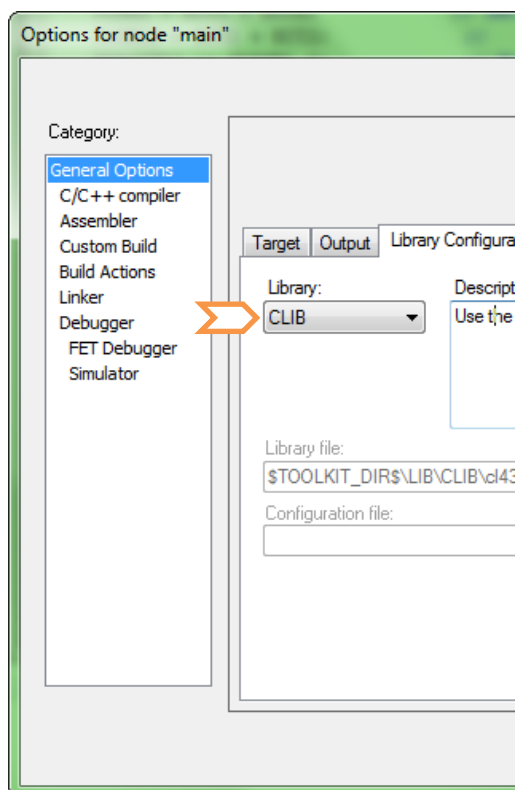 Options for node "main"
Category:
General Options
C/C++ compiler
Assembler
Custom Build
Build Actions
Linker
Debugger
FET Debugger
Simulator
Target Output Library Configura
Library: Descript
CLIB Use the
Library file:
$TOOLKIT_DIR$\LIB\CLIB\cl43
Configuration file: